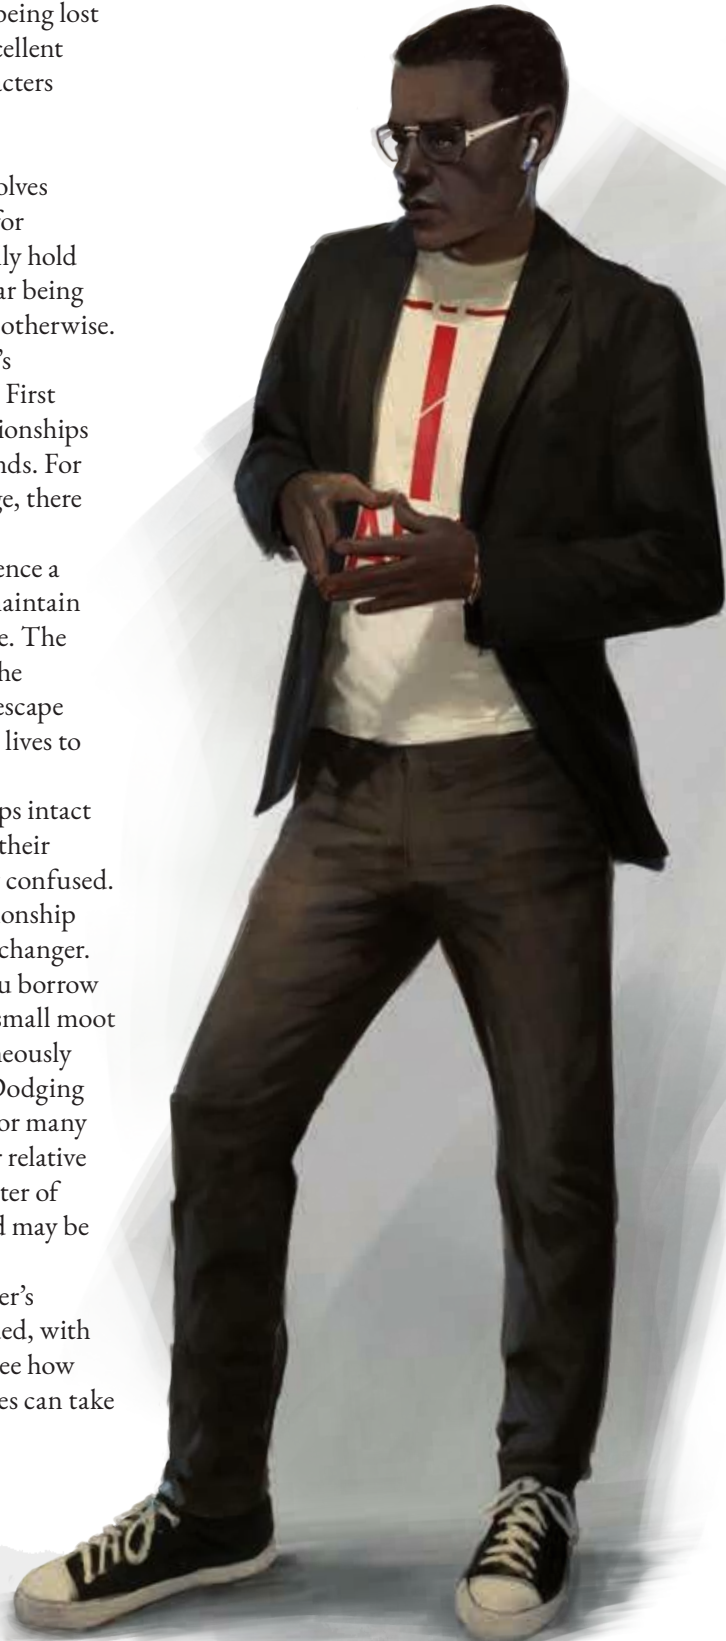 being lost
cellent
acters
olves
for
ly hold
ar being
otherwise.
's
First
ionships
nds. For
ge, there
ence a
aintain
e. The
he
escape
lives to
ps intact
their
confused.
onship
changer.
u borrow
small moot
neously
Dodging
or many
relative
ter of
d may be
er's
ed, with
ee how
es can take